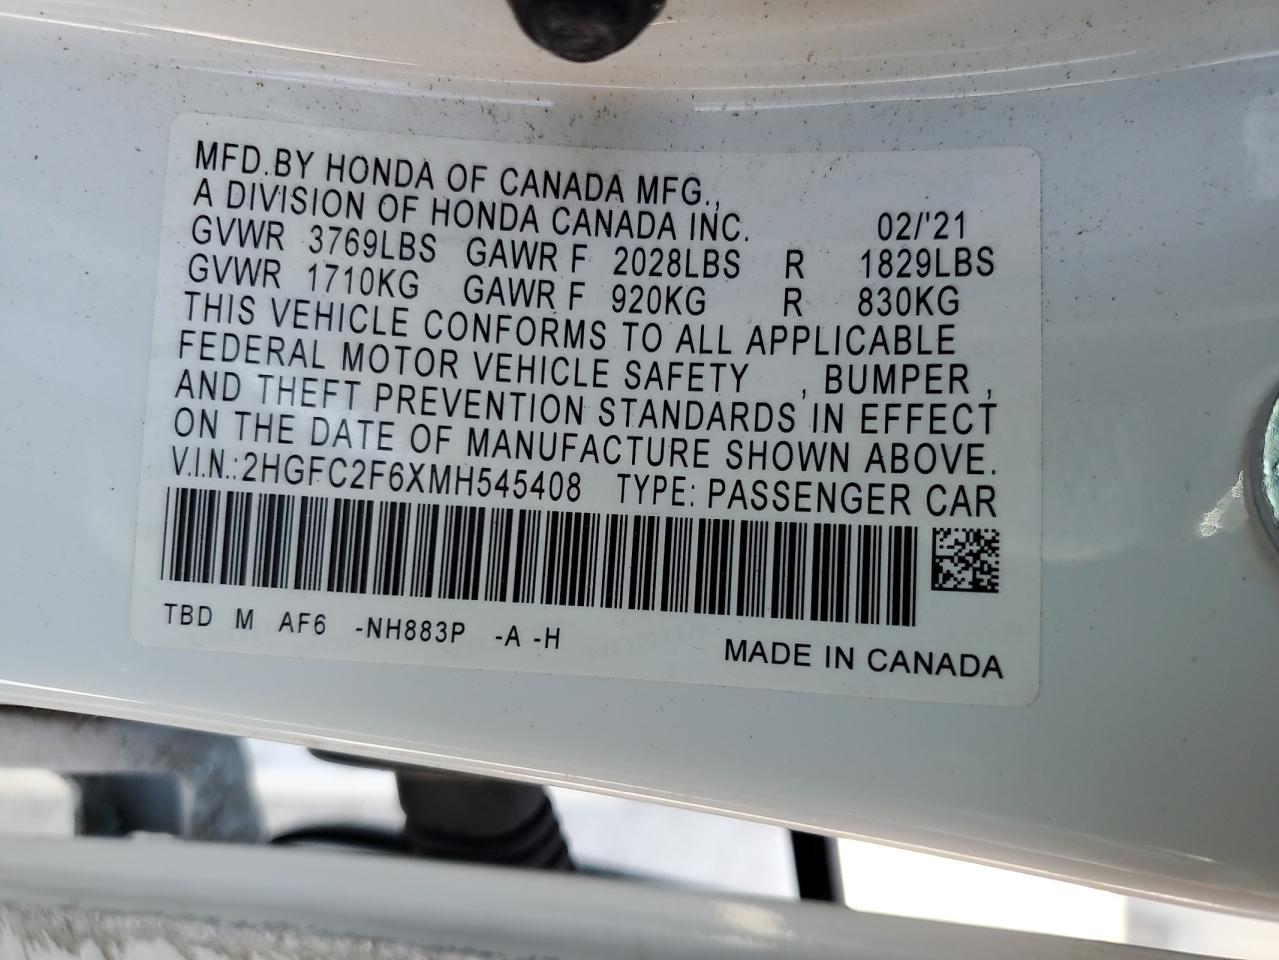 MFD.BY HONDA OF CANADA MFG.,
A DIVISION OF HONDA CANADA INC. 02/'21
GVWR 3769LBS GAWR F 2028LBS R 1829LBS
GVWR 1710KG GAWR F 920KG R 830KG
THIS VEHICLE CONFORMS TO ALL APPLICABLE
FEDERAL MOTOR VEHICLE SAFETY , BUMPER ,
AND THEFT PREVENTION STANDARDS IN EFFECT
ON THE DATE OF MANUFACTURE SHOWN ABOVE.
V.I.N.:2HGFC2F6XMH545408 TYPE: PASSENGER CAR
TBD M AF6 -NH883P -A -H
MADE IN CANADA